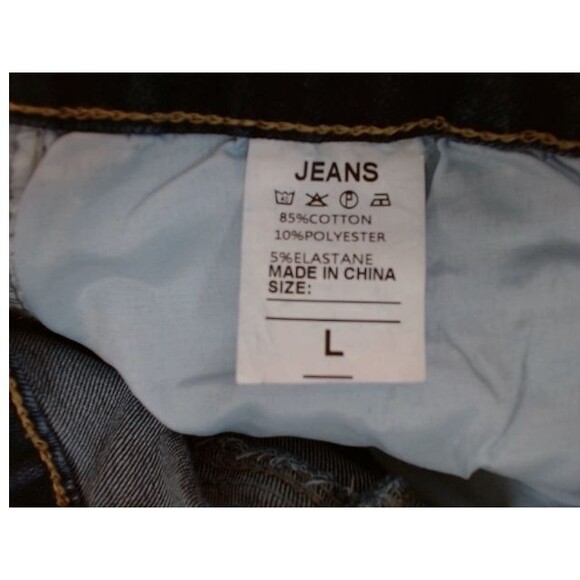 JEANS
85%COTTON
10%POLYESTER
5%ELASTANE
MADE IN CHINA
SIZE:
L